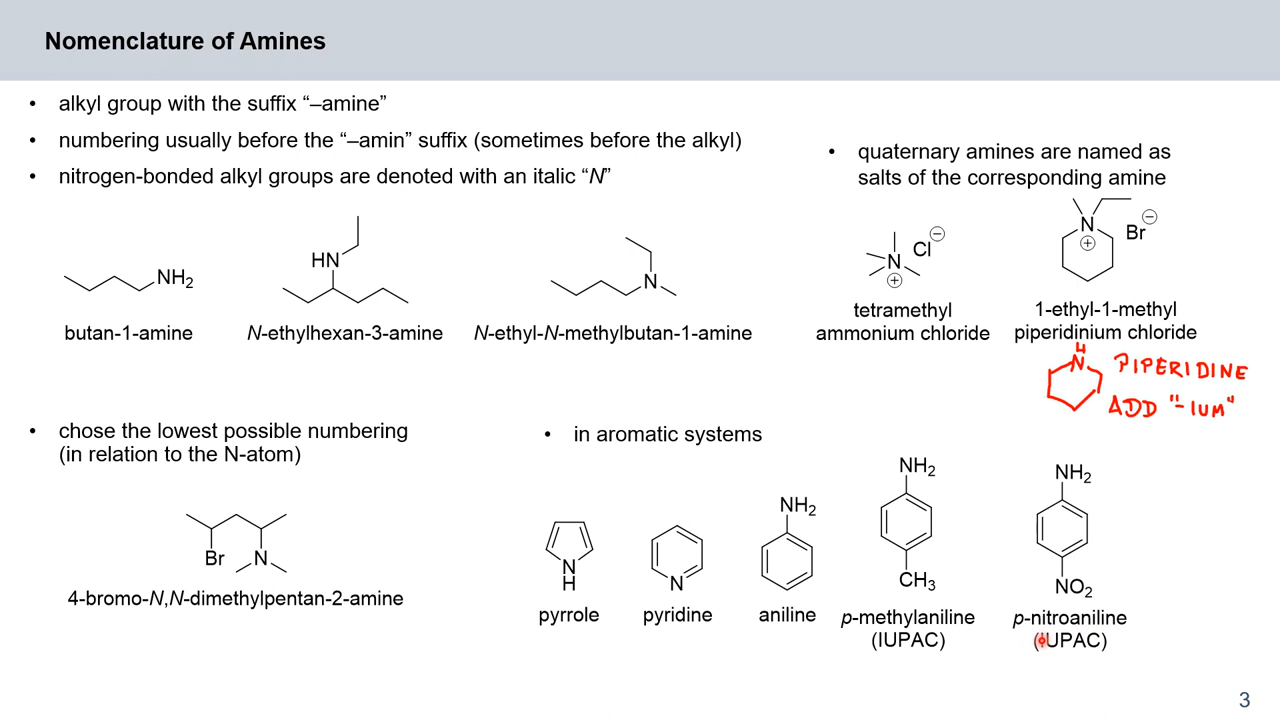 Nomenclature of Amines
• alkyl group with the suffix “–amine”
• numbering usually before the “–amin” suffix (sometimes before the alkyl)
• nitrogen-bonded alkyl groups are denoted with an italic “N”
NH2
butan-1-amine
HN
N-ethylhexan-3-amine
N
N-ethyl-N-methylbutan-1-amine
• quaternary amines are named as
salts of the corresponding amine
N + Cl −
tetramethyl
ammonium chloride
N + Br −
1-ethyl-1-methyl
piperidinium chloride
H
N PIPERIDINE
ADD "-IUM"
• chose the lowest possible numbering
(in relation to the N-atom)
Br N
4-bromo-N,N-dimethylpentan-2-amine
• in aromatic systems
N
H
pyrrole
N
pyridine
NH2
aniline
NH2
CH3
p-methylaniline
(IUPAC)
NH2
NO2
p-nitroaniline
(IUPAC)
3